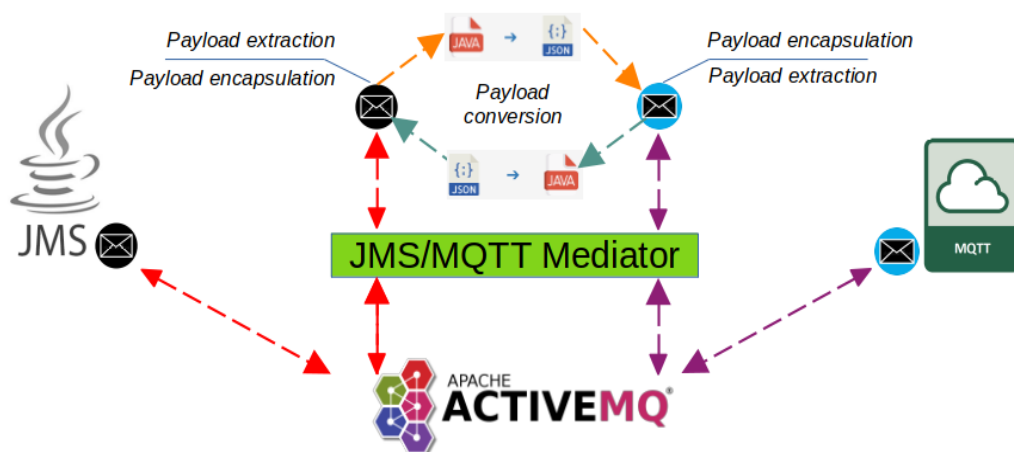 Payload extraction
Payload encapsulation
JAVA
{:}
JSON
Payload encapsulation
Payload extraction
Payload
conversion
{:}
JSON
JAVA
JMS
JMS/MQTT Mediator
MQTT
APACHE
ACTIVEMQ®